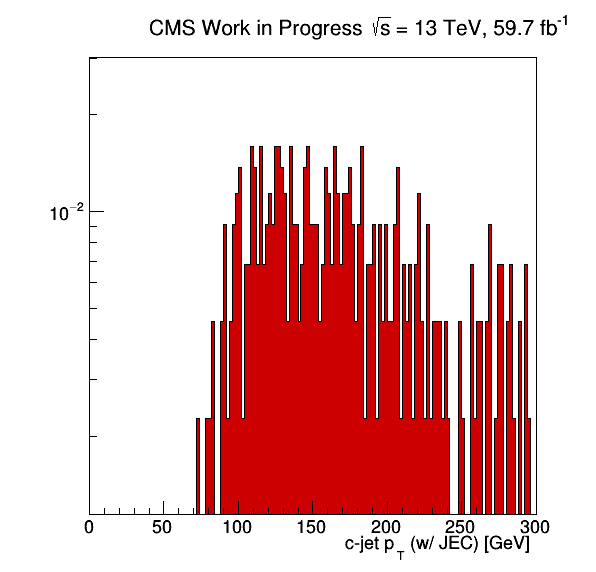 CMS Work in Progress √s = 13 TeV, 59.7 fb⁻¹
10⁻²
0 50 100 150 200 250 300
c-jet p_T (w/ JEC) [GeV]